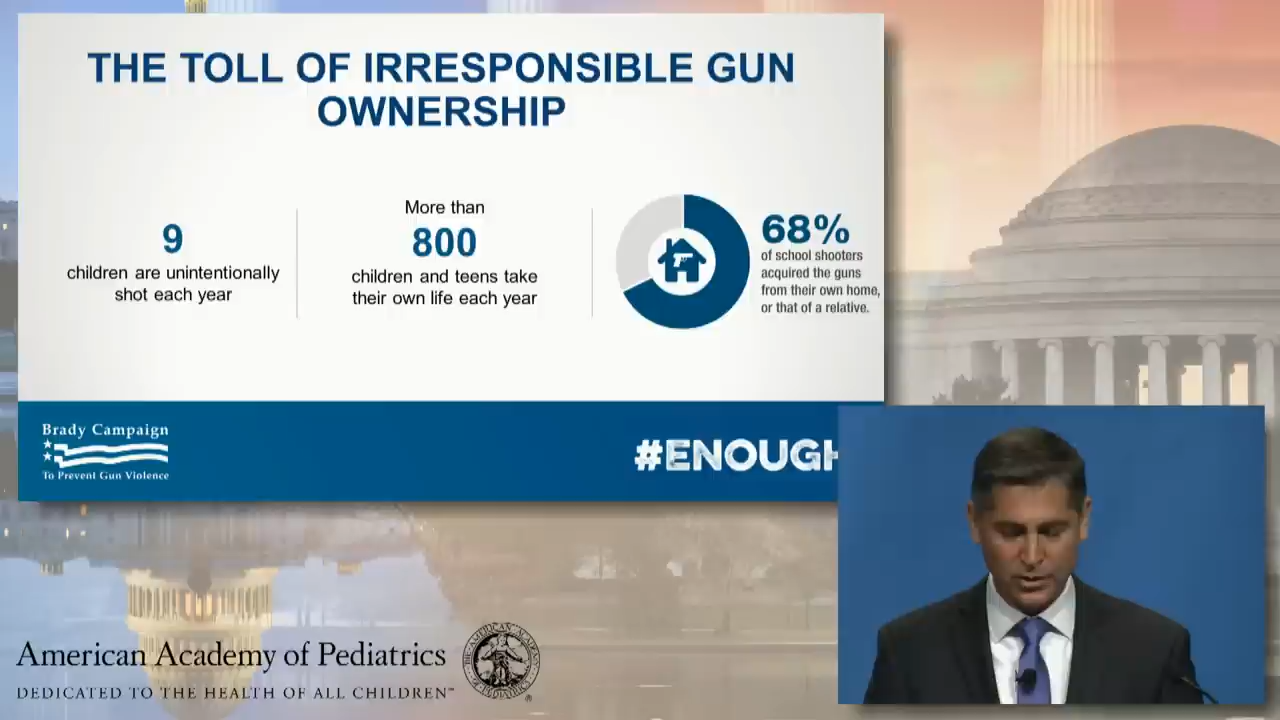 THE TOLL OF IRRESPONSIBLE GUN
OWNERSHIP
9
children are unintentionally
shot each year
More than
800
children and teens take
their own life each year
68%
of school shooters
acquired the guns
from their own home,
or that of a relative.
Brady Campaign
To Prevent Gun Violence
#ENOUGH
American Academy of Pediatrics
DEDICATED TO THE HEALTH OF ALL CHILDREN™